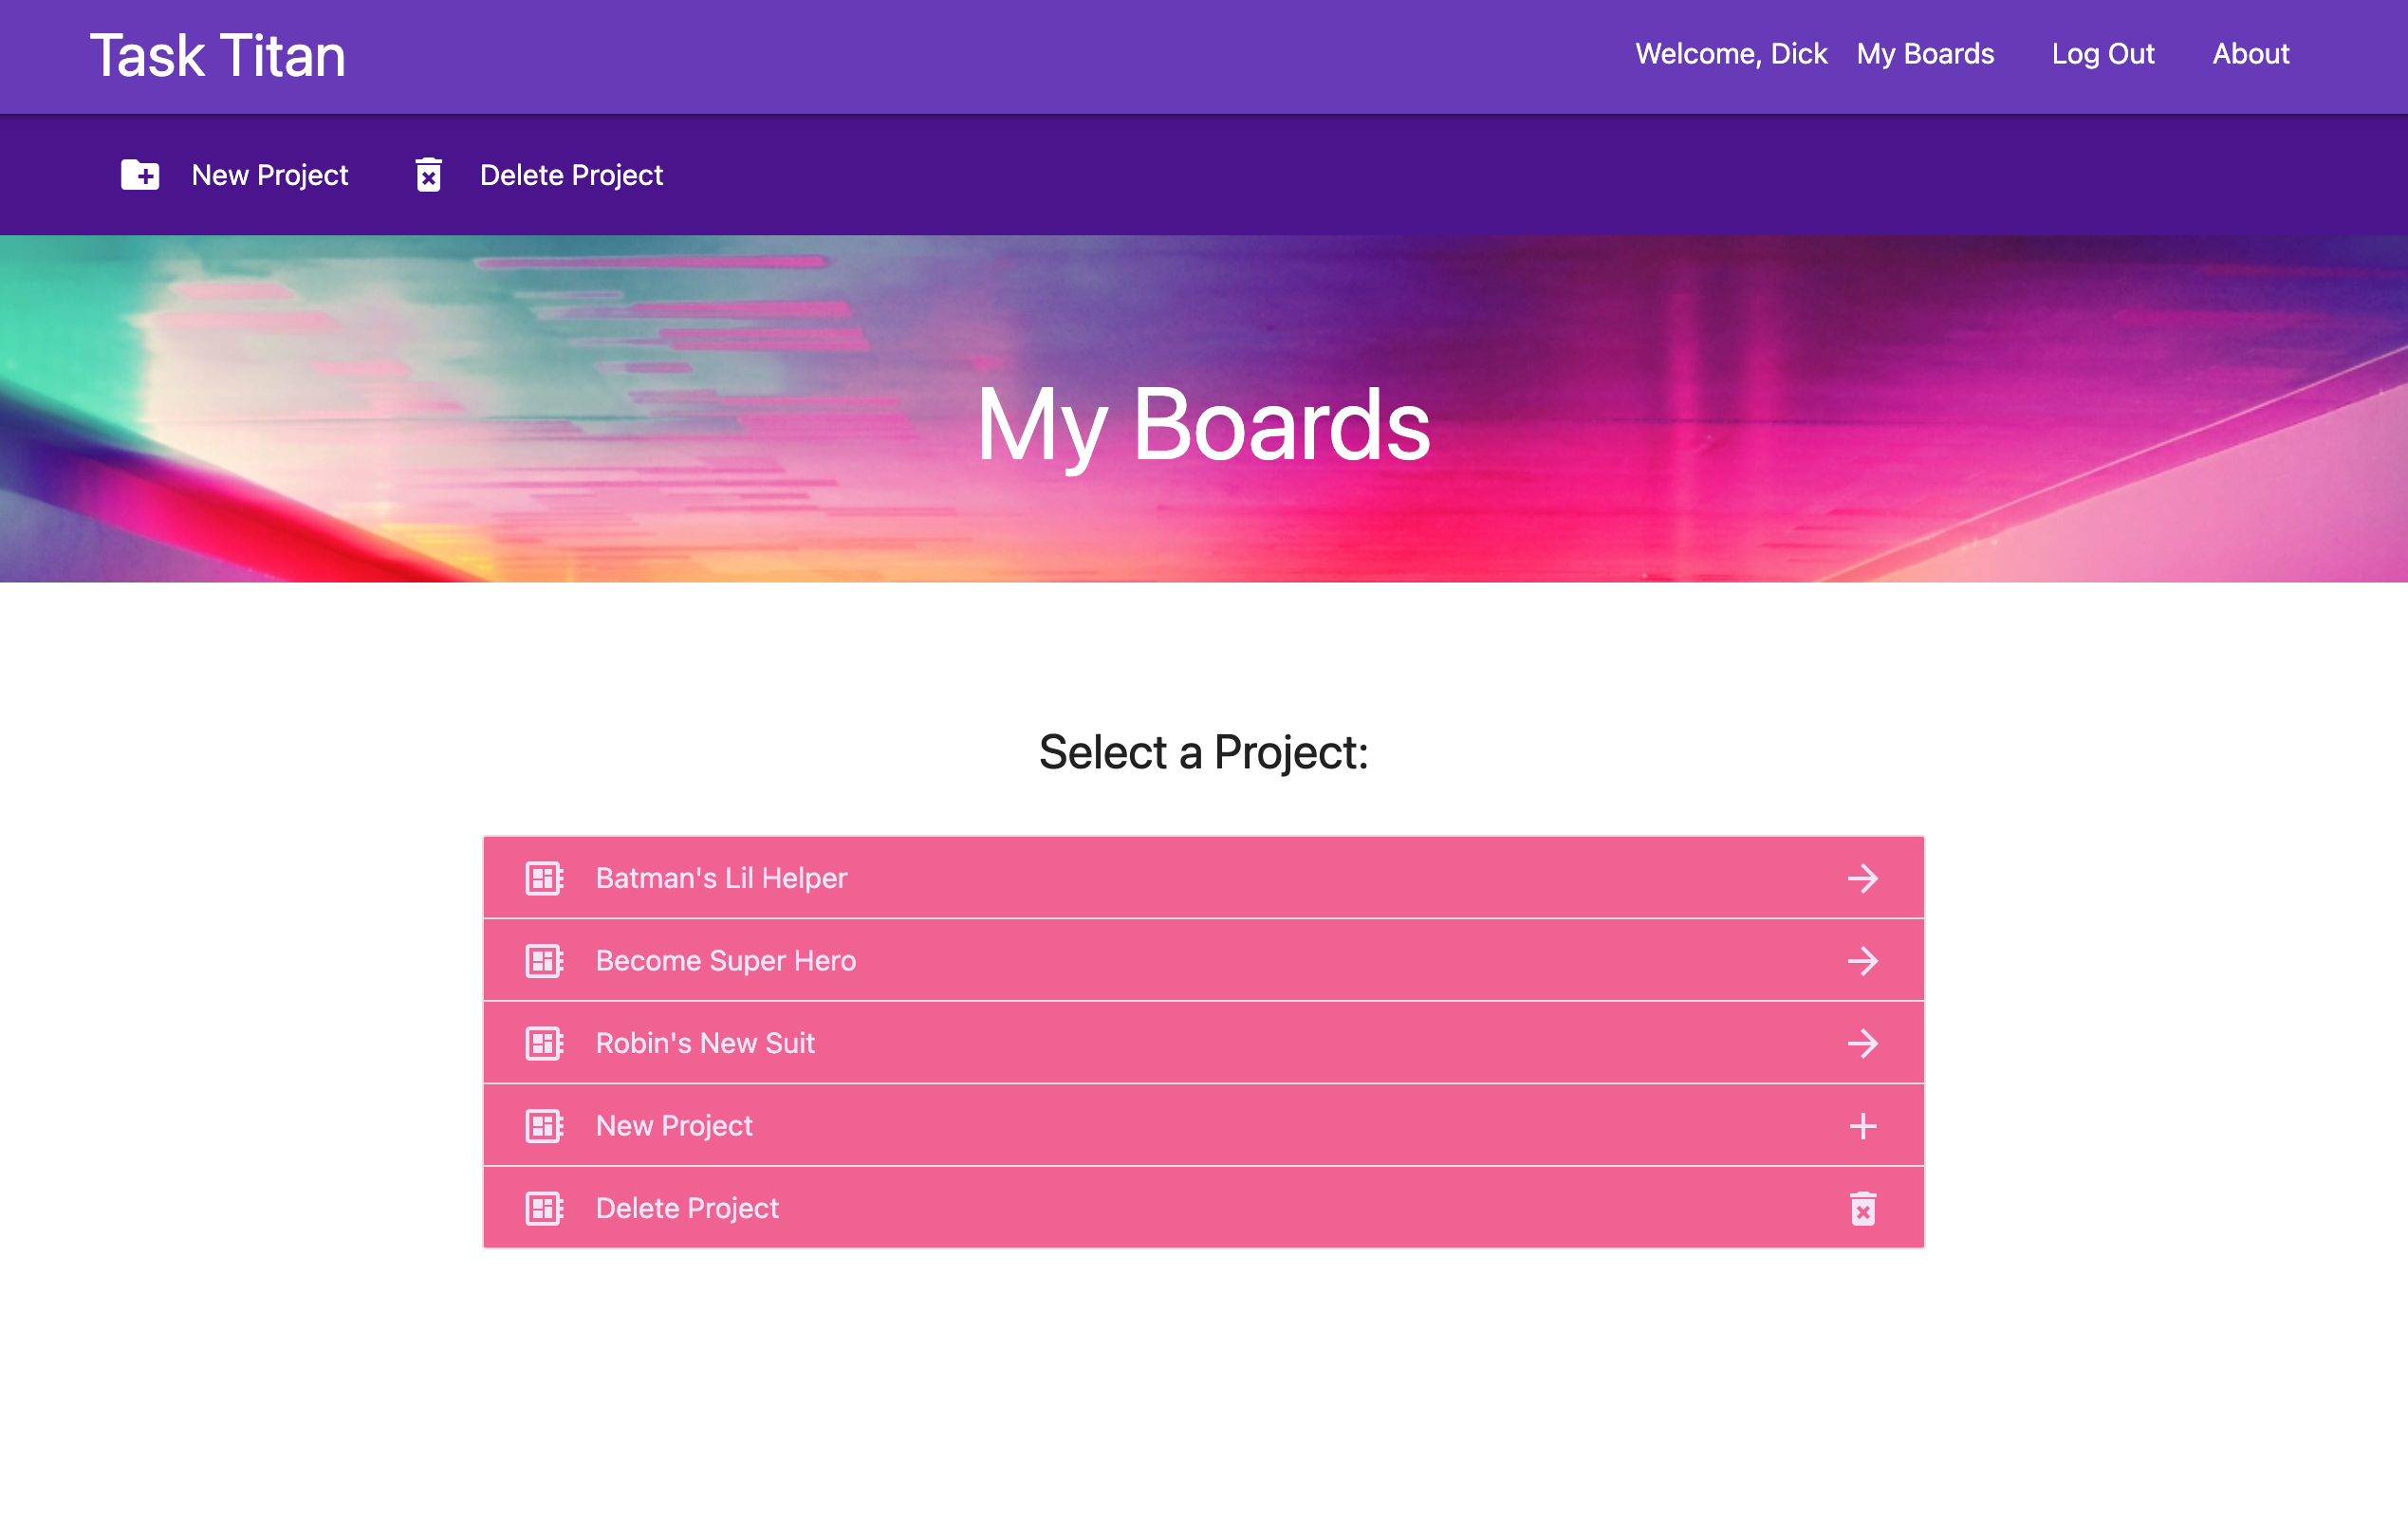 Task Titan
Welcome, Dick My Boards Log Out About
New Project Delete Project
My Boards
Select a Project:
Batman's Lil Helper
Become Super Hero
Robin's New Suit
New Project
Delete Project